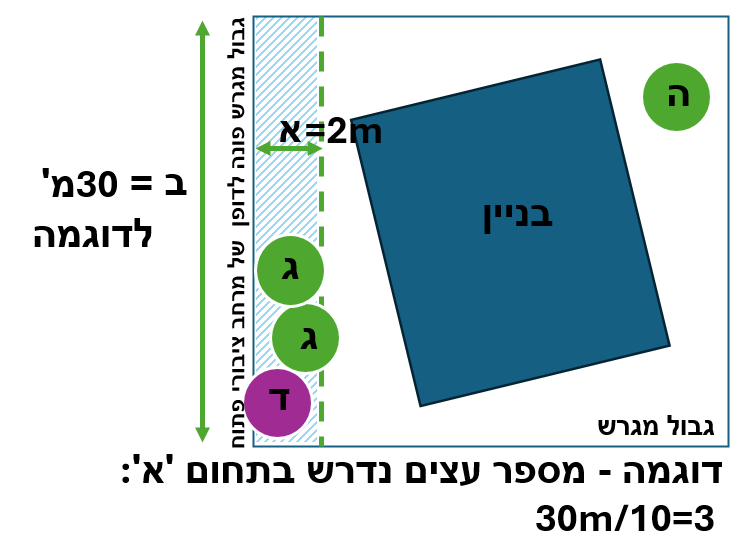 גבול מגרש פונה לדופן של מרחב ציבורי פתוח
ה
א=2m
ב = 30מ'
לדוגמה
בניין
ג
ג
ד
גבול מגרש
דוגמה - מספר עצים נדרש בתחום 'א':
30m/10=3